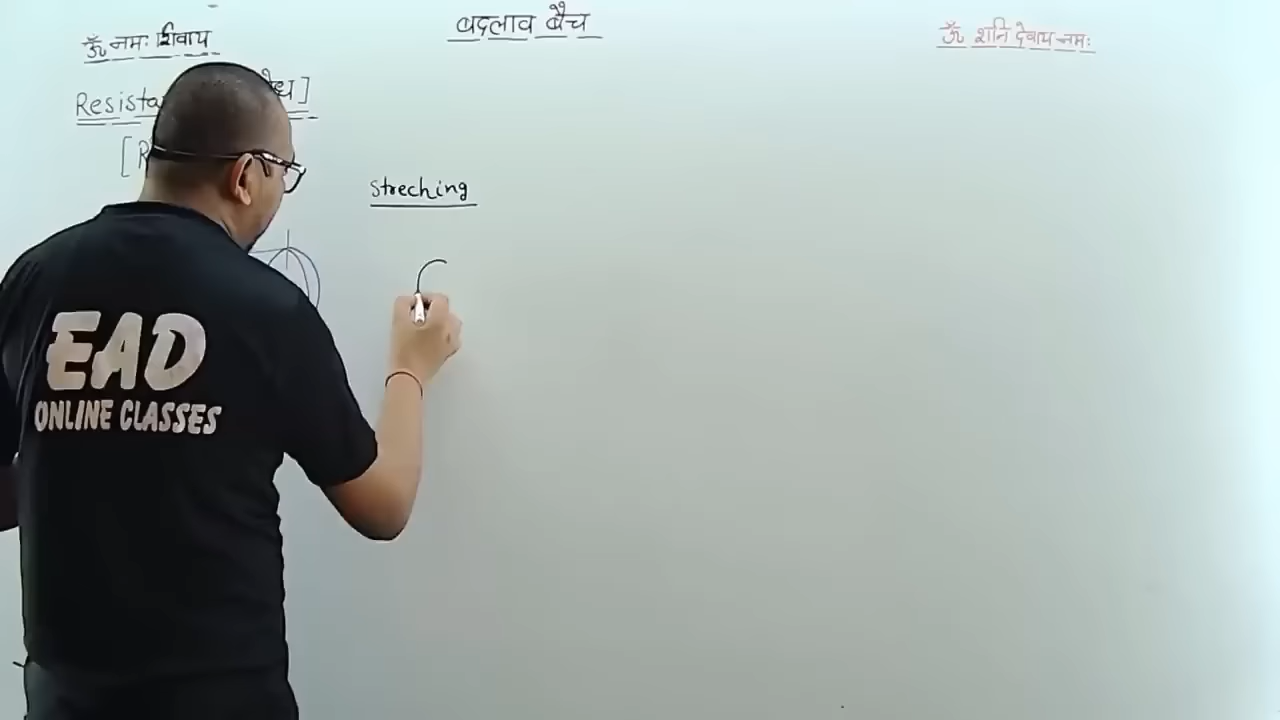 ॐ नमः शिवाय
बदलाव बैच
ॐ शनि देवाय नमः
Streching
EAD
ONLINE CLASSES